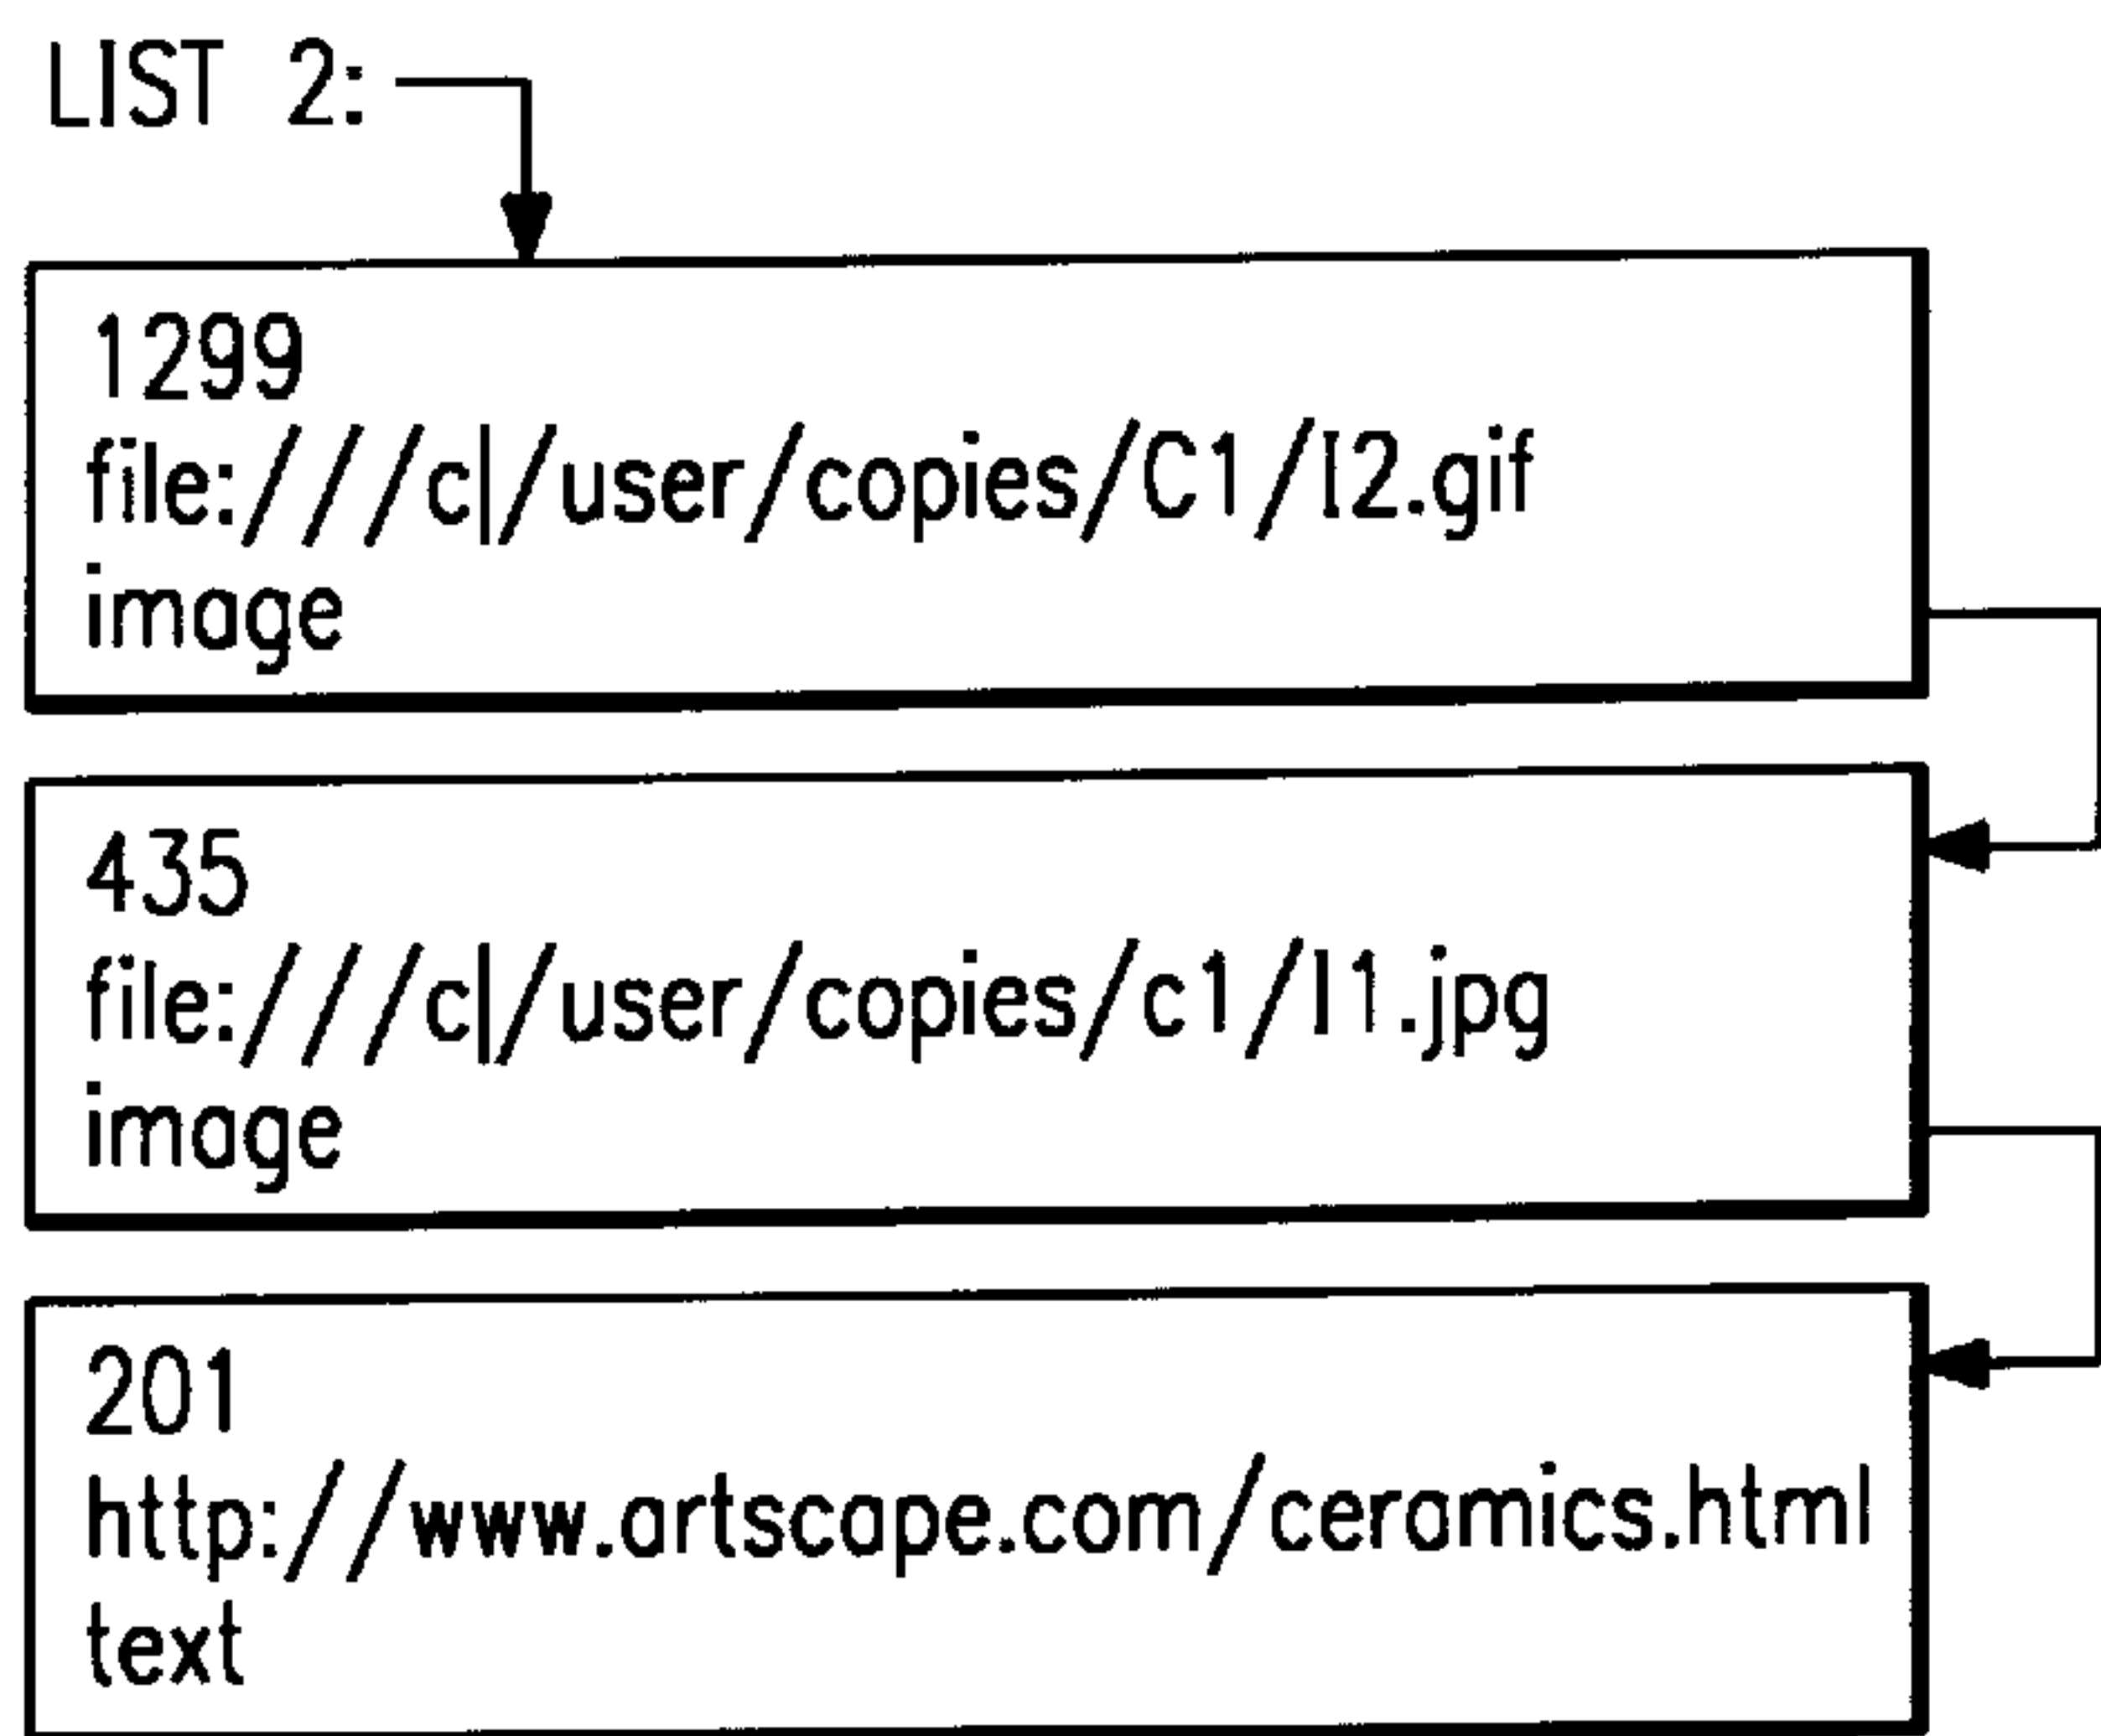 LIST 2:
1299
file:///c|/user/copies/C1/I2.gif
image
435
file:///c|/user/copies/c1/I1.jpg
image
201
http://www.artscape.com/ceramics.html
text